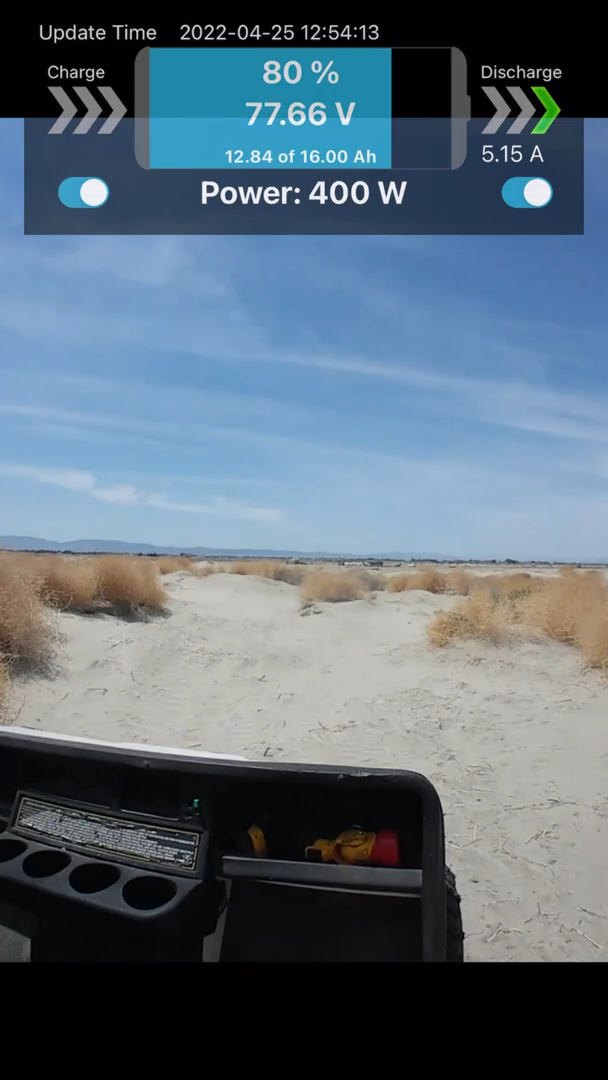 Update Time 2022-04-25 12:54:13
Charge 80 % Discharge
77.66 V
12.84 of 16.00 Ah 5.15 A
Power: 400 W